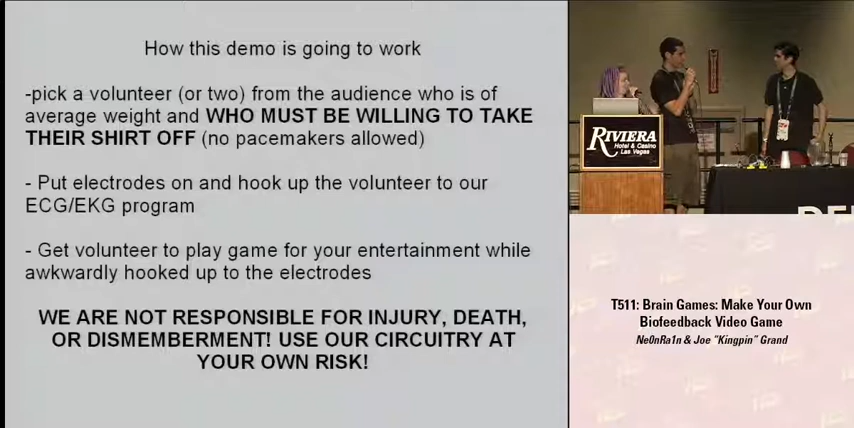 How this demo is going to work
-pick a volunteer (or two) from the audience who is of
average weight and WHO MUST BE WILLING TO TAKE
THEIR SHIRT OFF (no pacemakers allowed)
- Put electrodes on and hook up the volunteer to our
ECG/EKG program
- Get volunteer to play game for your entertainment while
awkwardly hooked up to the electrodes
WE ARE NOT RESPONSIBLE FOR INJURY, DEATH,
OR DISMEMBERMENT! USE OUR CIRCUITRY AT
YOUR OWN RISK!
RIVIERA
Hotel & Casino
Las Vegas
T511: Brain Games: Make Your Own
Biofeedback Video Game
Ne0nRa1n & Joe "Kingpin" Grand